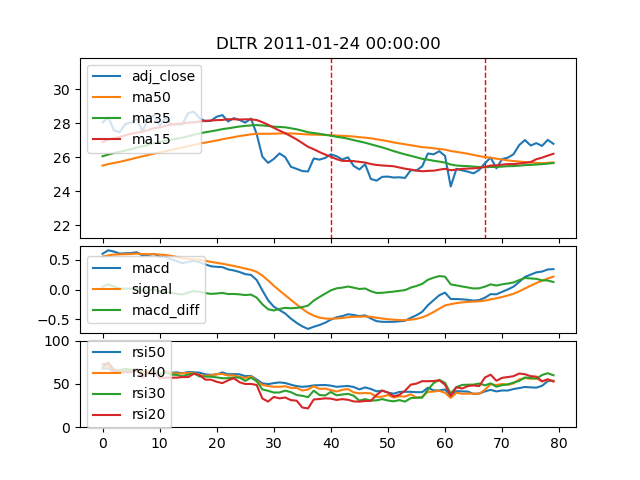 DLTR 2011-01-24 00:00:00
adj_close
ma50
ma35
ma15
30
28
26
24
22
macd
signal
macd_diff
0.5
0.0
−0.5
rsi50
rsi40
rsi30
rsi20
100
50
0
0 10 20 30 40 50 60 70 80